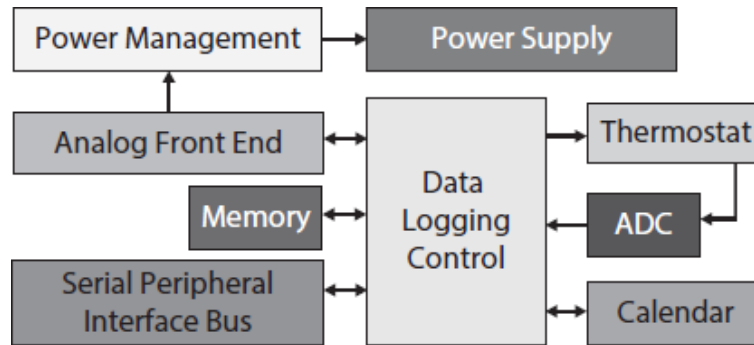 Power Management
Power Supply
Analog Front End
Thermostat
Data
Logging
Control
Memory
ADC
Serial Peripheral
Interface Bus
Calendar